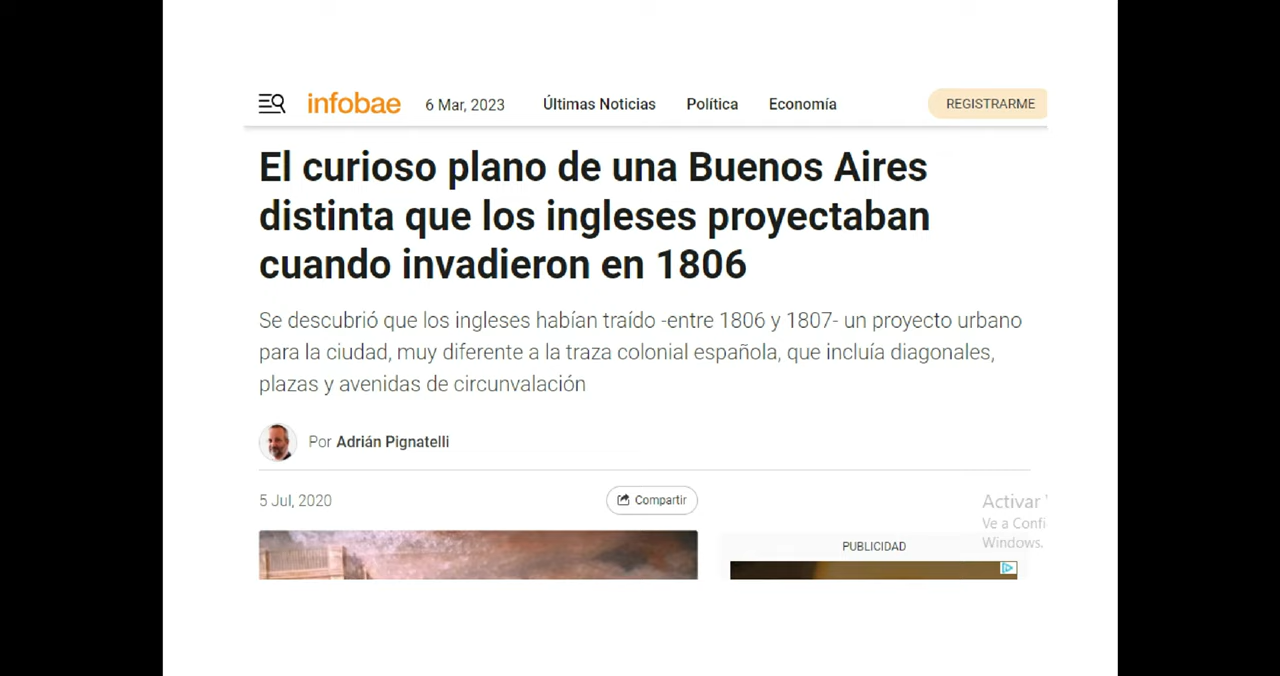 infobae 6 Mar, 2023 Últimas Noticias Política Economía REGISTRARME
El curioso plano de una Buenos Aires
distinta que los ingleses proyectaban
cuando invadieron en 1806
Se descubrió que los ingleses habían traído -entre 1806 y 1807- un proyecto urbano
para la ciudad, muy diferente a la traza colonial española, que incluía diagonales,
plazas y avenidas de circunvalación
Por Adrián Pignatelli
5 Jul, 2020 Compartir
Activar
Ve a Confi
Windows.
PUBLICIDAD